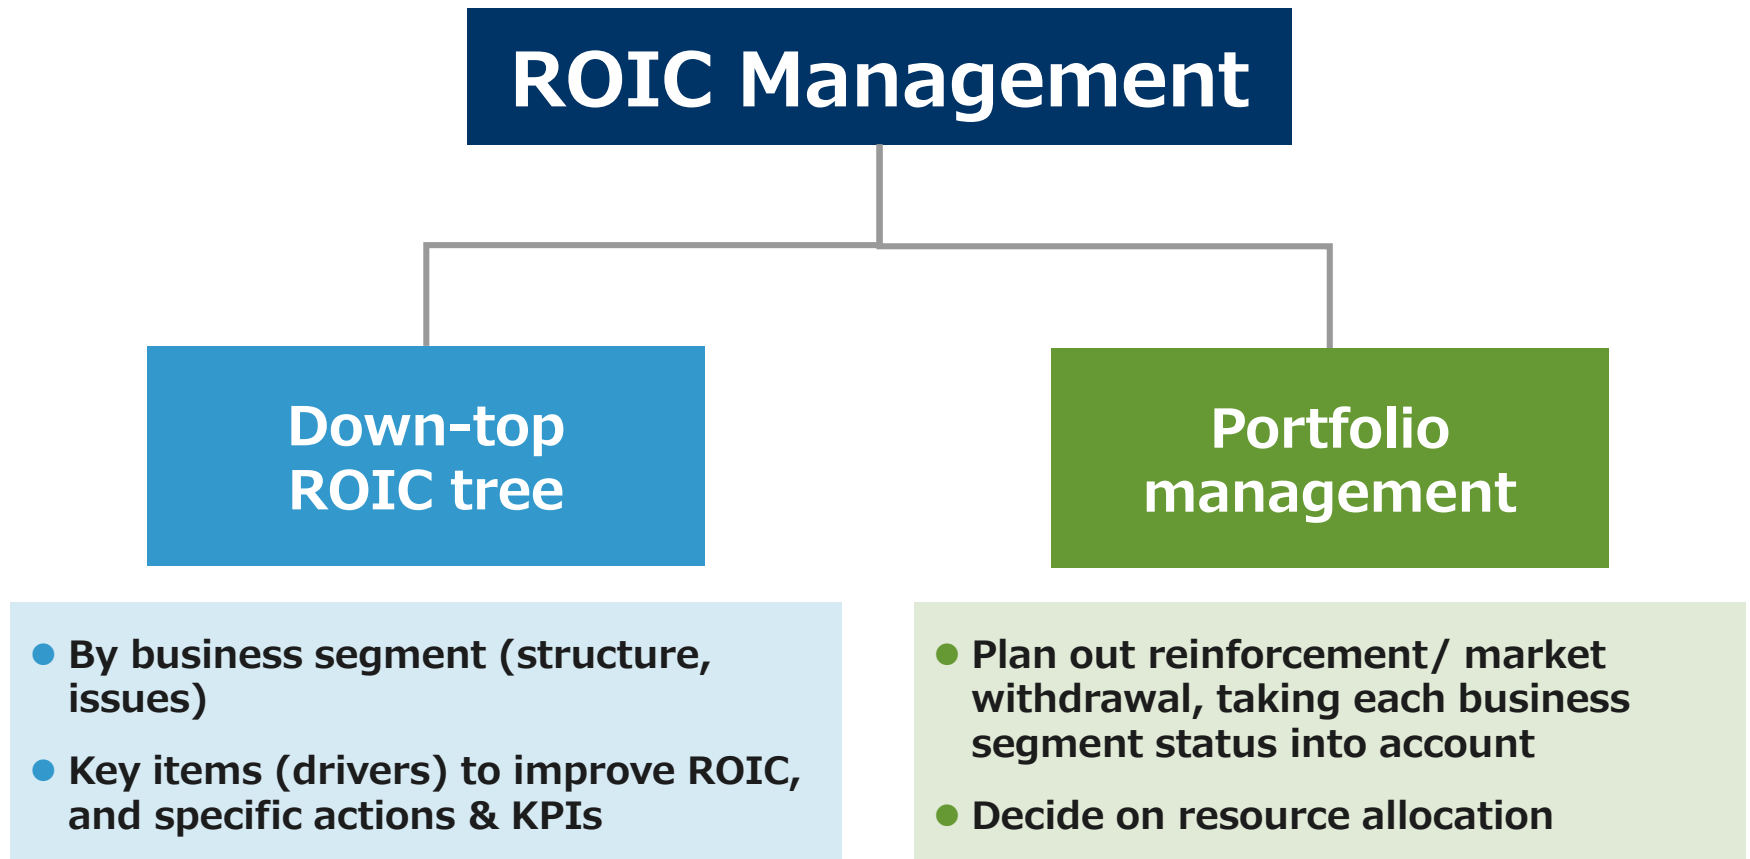 ROIC Management
Down-top
ROIC tree
● By business segment (structure,
issues)
● Key items (drivers) to improve ROIC,
and specific actions & KPIs
Portfolio
management
● Plan out reinforcement/ market
withdrawal, taking each business
segment status into account
● Decide on resource allocation